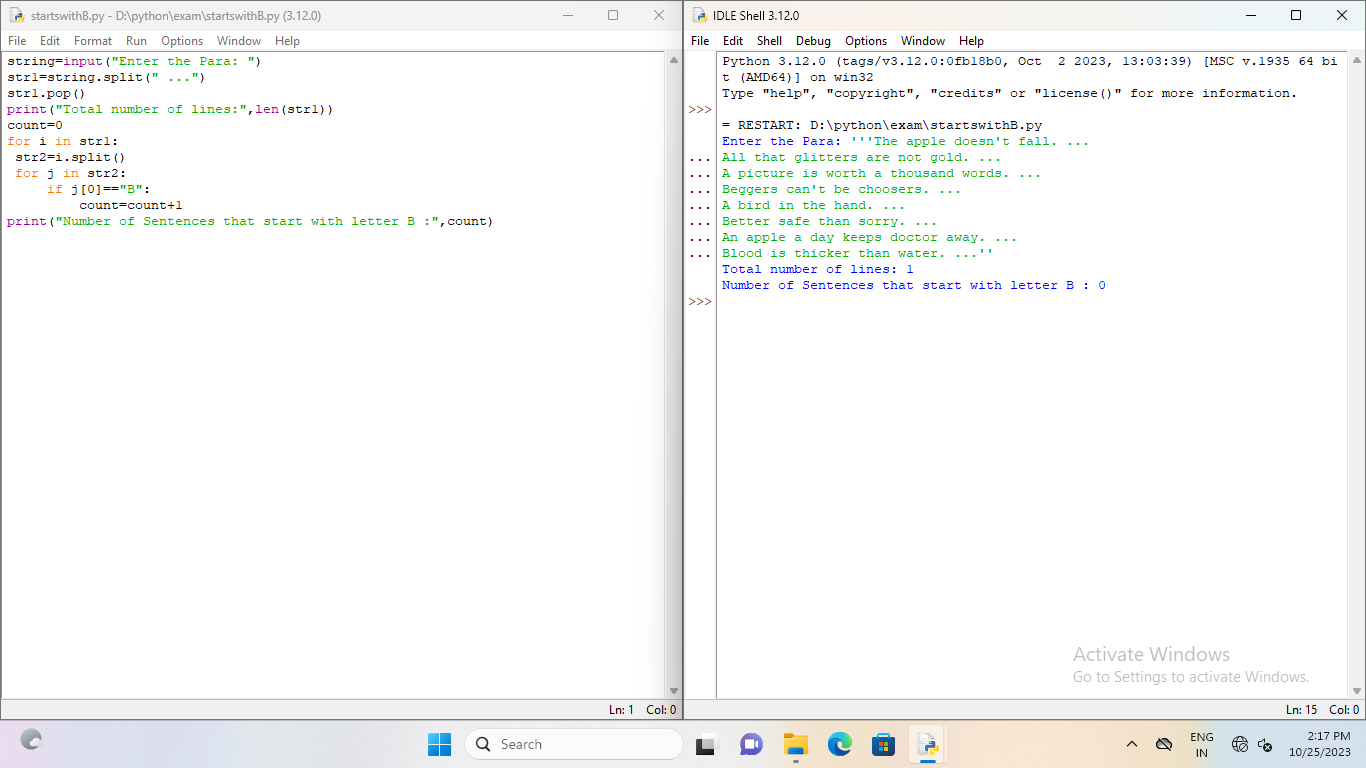 startswithB.py - D:\python\exam\startswithB.py (3.12.0)
File Edit Format Run Options Window Help
string=input("Enter the Para: ")
str1=string.split(" ...")
str1.pop()
print("Total number of lines:",len(str1))
count=0
for i in str1:
 str2=i.split()
 for j in str2:
     if j[0]=="B":
         count=count+1
print("Number of Sentences that start with letter B :",count)
Ln: 1 Col: 0
IDLE Shell 3.12.0
File Edit Shell Debug Options Window Help
Python 3.12.0 (tags/v3.12.0:0fb18b0, Oct  2 2023, 13:03:39) [MSC v.1935 64 bi
t (AMD64)] on win32
Type "help", "copyright", "credits" or "license()" for more information.
>>>
= RESTART: D:\python\exam\startswithB.py
Enter the Para: '''The apple doesn't fall. ...
... All that glitters are not gold. ...
... A picture is worth a thousand words. ...
... Beggers can't be choosers. ...
... A bird in the hand. ...
... Better safe than sorry. ...
... An apple a day keeps doctor away. ...
... Blood is thicker than water. ...''
Total number of lines: 1
Number of Sentences that start with letter B : 0
>>>
Activate Windows
Go to Settings to activate Windows.
Ln: 15 Col: 0
Search
ENG
IN
2:17 PM
10/25/2023